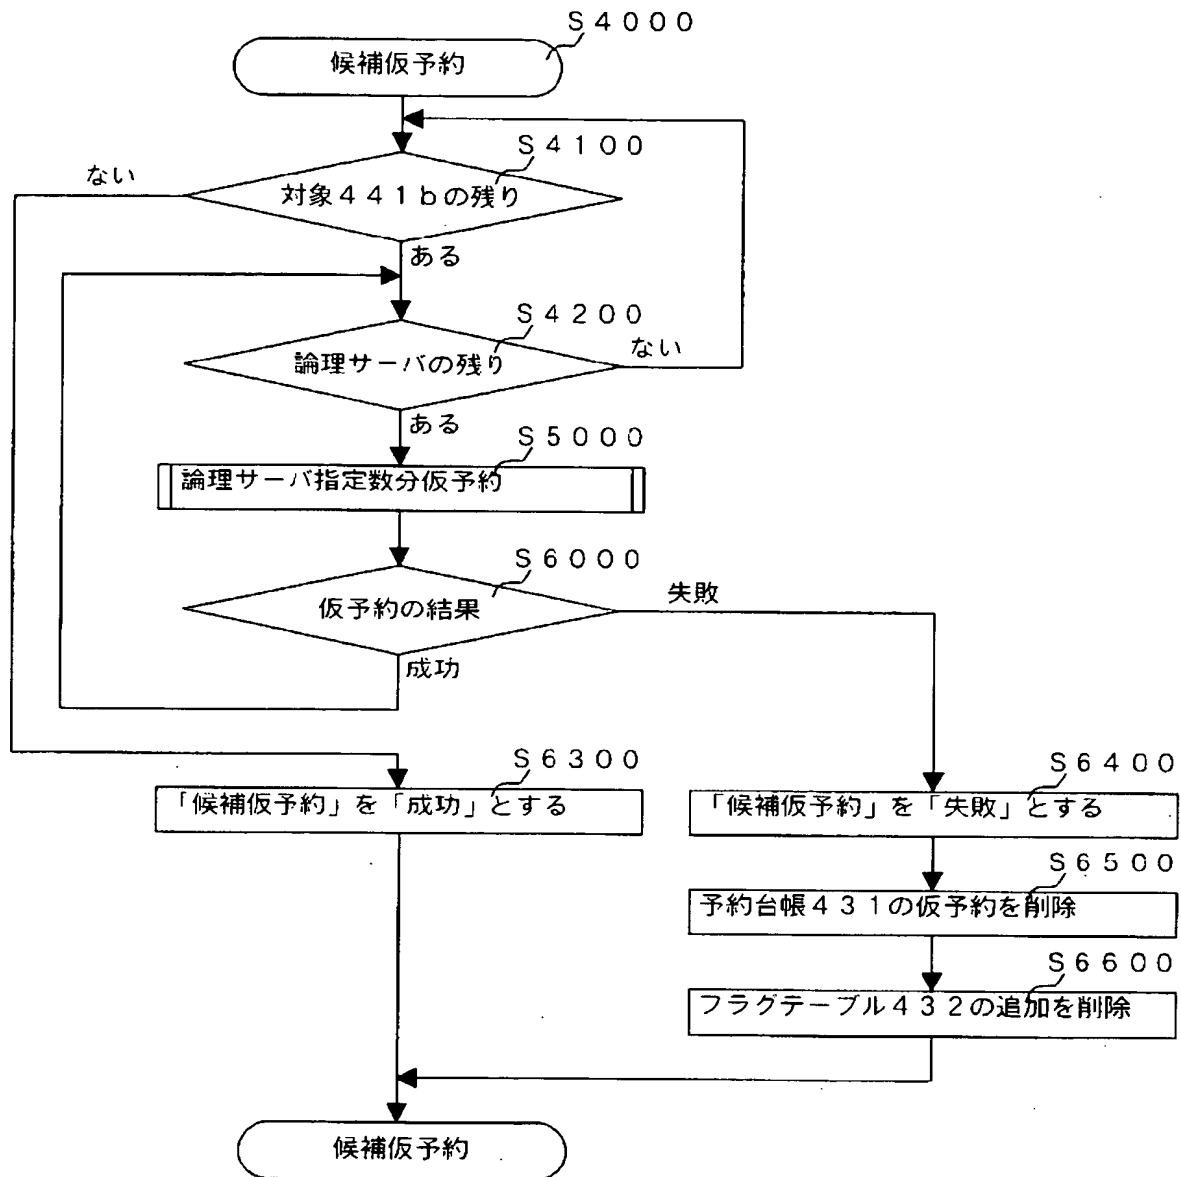 Ｓ４０００
候補仮予約
Ｓ４１００
ない
対象４４１ｂの残り
ある
Ｓ４２００
論理サーバの残り
ない
ある
Ｓ５０００
論理サーバ指定数分仮予約
Ｓ６０００
仮予約の結果
失敗
成功
Ｓ６３００
「候補仮予約」を「成功」とする
Ｓ６４００
「候補仮予約」を「失敗」とする
Ｓ６５００
予約台帳４３１の仮予約を削除
Ｓ６６００
フラグテーブル４３２の追加を削除
候補仮予約